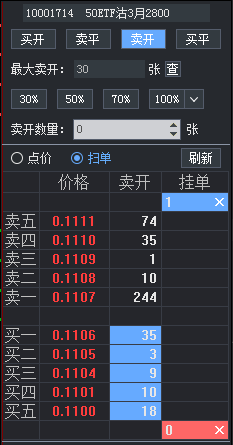 10001714 50ETF沽3月2800
买开 卖平 卖开 买平
最大卖开: 30 张 查
30% 50% 70% 100%
卖开数量: 0 张
点价 扫单 刷新
价格 卖开 挂单
1 ×
卖五 0.1111 74
卖四 0.1110 35
卖三 0.1109 1
卖二 0.1108 10
卖一 0.1107 244
买一 0.1106 35
买二 0.1105 3
买三 0.1104 9
买四 0.1101 10
买五 0.1100 18
0 ×